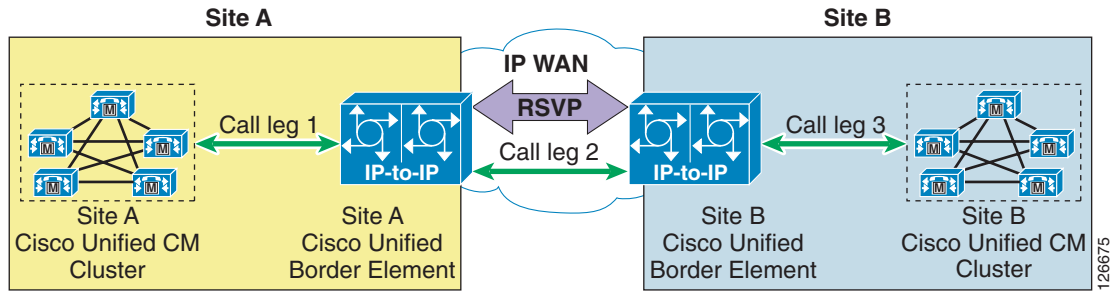 Site A
Site B
IP WAN
RSVP
Call leg 1
Call leg 2
Call leg 3
M
M
M
M
M
IP-to-IP
IP-to-IP
M
M
M
M
M
Site A
Cisco Unified CM
Cluster
Site A
Cisco Unified
Border Element
Site B
Cisco Unified
Border Element
Site B
Cisco Unified CM
Cluster
126675